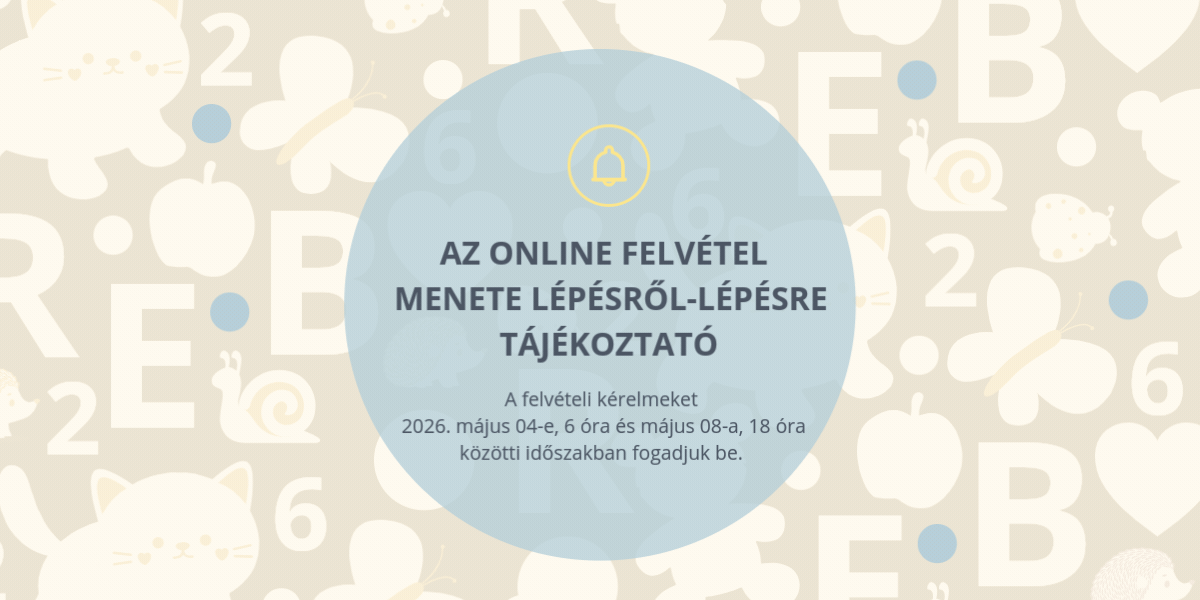 AZ ONLINE FELVÉTEL
MENETE LÉPÉSRŐL-LÉPÉSRE
TÁJÉKOZTATÓ
A felvételi kérelmeket
2026. május 04-e, 6 óra és május 08-a, 18 óra
közötti időszakban fogadjuk be.